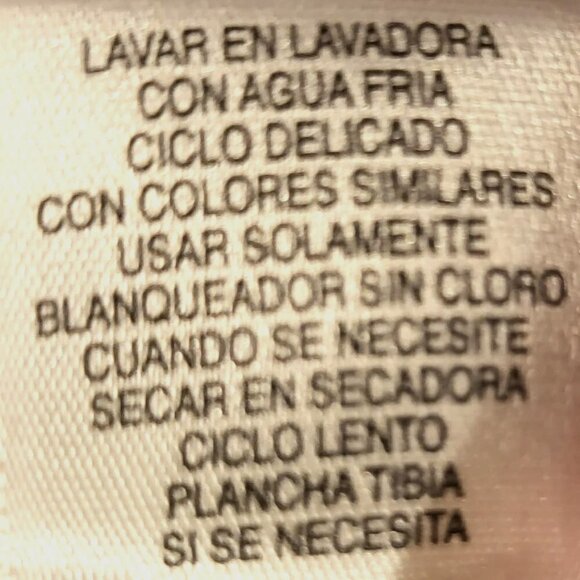 LAVAR EN LAVADORA
CON AGUA FRIA
CICLO DELICADO
CON COLORES SIMILARES
USAR SOLAMENTE
BLANQUEADOR SIN CLORO
CUANDO SE NECESITE
SECAR EN SECADORA
CICLO LENTO
PLANCHA TIBIA
SI SE NECESITA